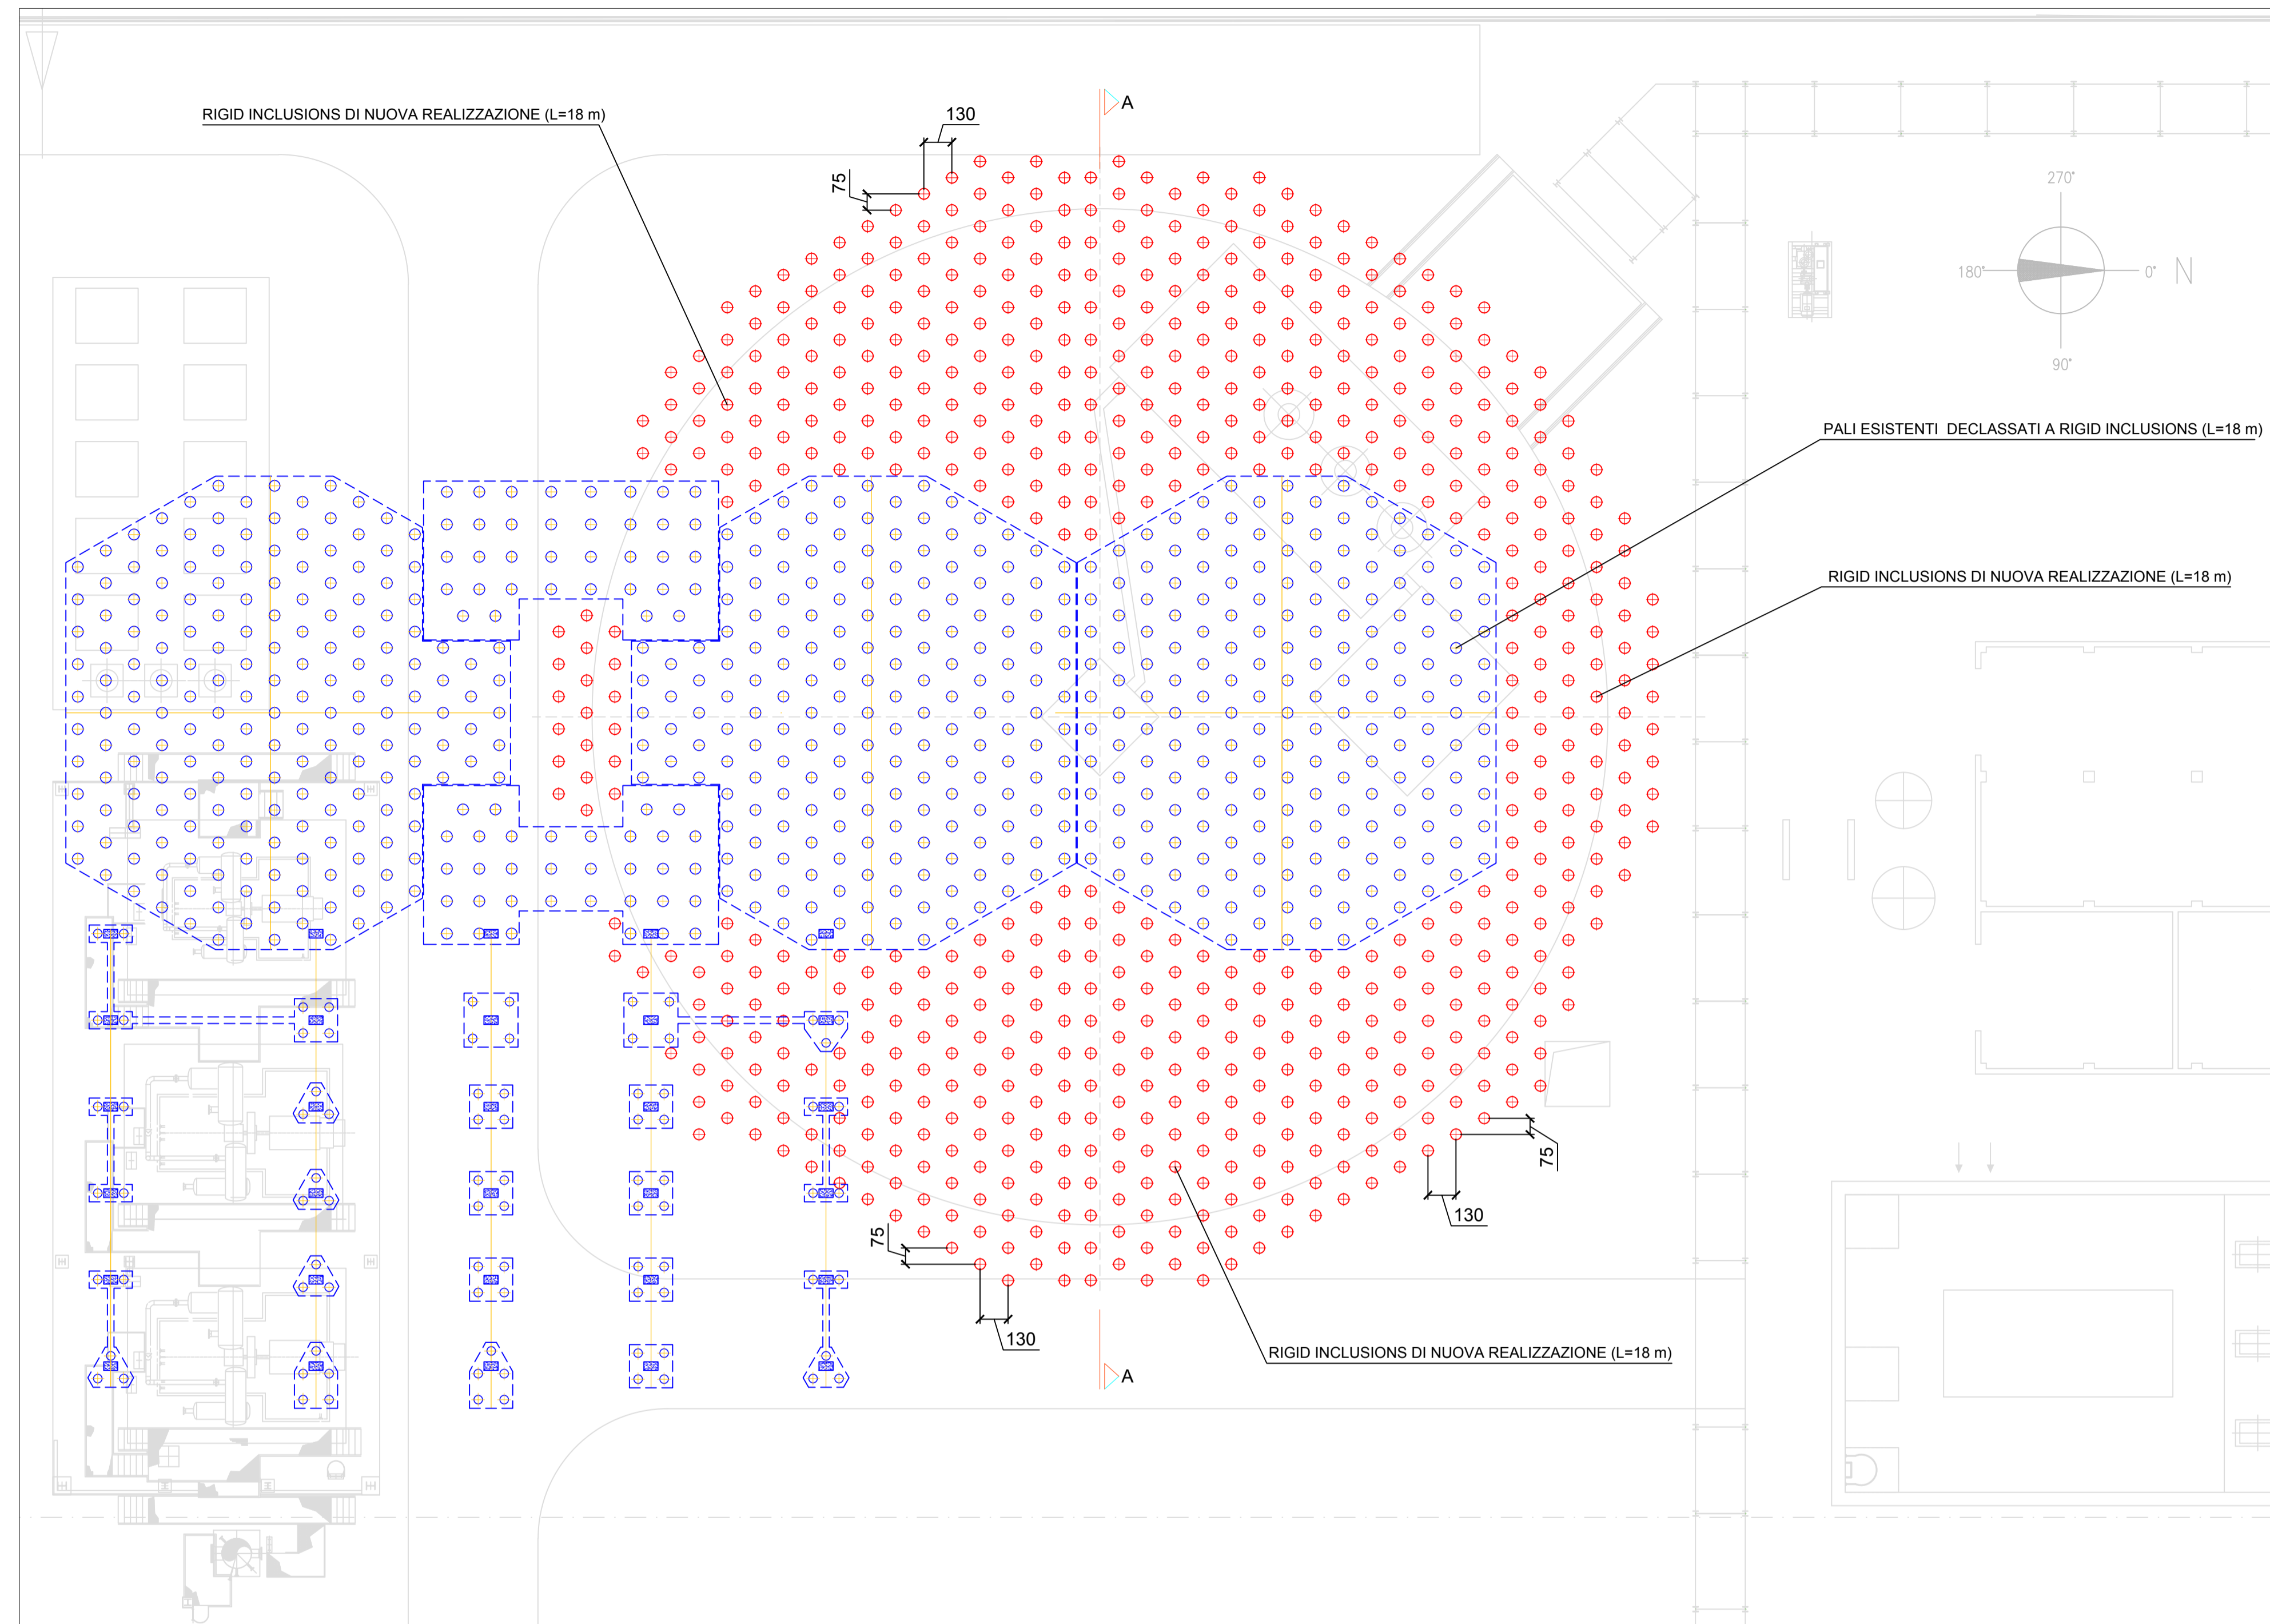 A
RIGID INCLUSIONS DI NUOVA REALIZZAZIONE (L=18 m)
130
75
270°
180°
0°
N
90°
PALI ESISTENTI  DECLASSATI A RIGID INCLUSIONS (L=18 m)
RIGID INCLUSIONS DI NUOVA REALIZZAZIONE (L=18 m)
75
130
75
130
RIGID INCLUSIONS DI NUOVA REALIZZAZIONE (L=18 m)
A